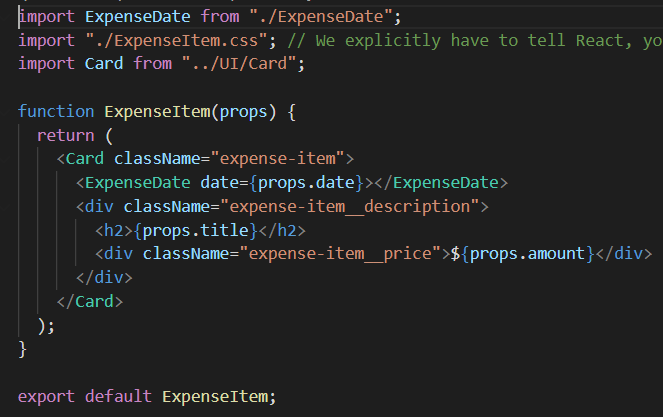 import ExpenseDate from "./ExpenseDate";
import "./ExpenseItem.css"; // We explicitly have to tell React, yo
import Card from "../UI/Card";
function ExpenseItem(props) {
return (
<Card className="expense-item">
<ExpenseDate date={props.date}></ExpenseDate>
<div className="expense-item__description">
<h2>{props.title}</h2>
<div className="expense-item__price">${props.amount}</div>
</div>
</Card>
);
}
export default ExpenseItem;